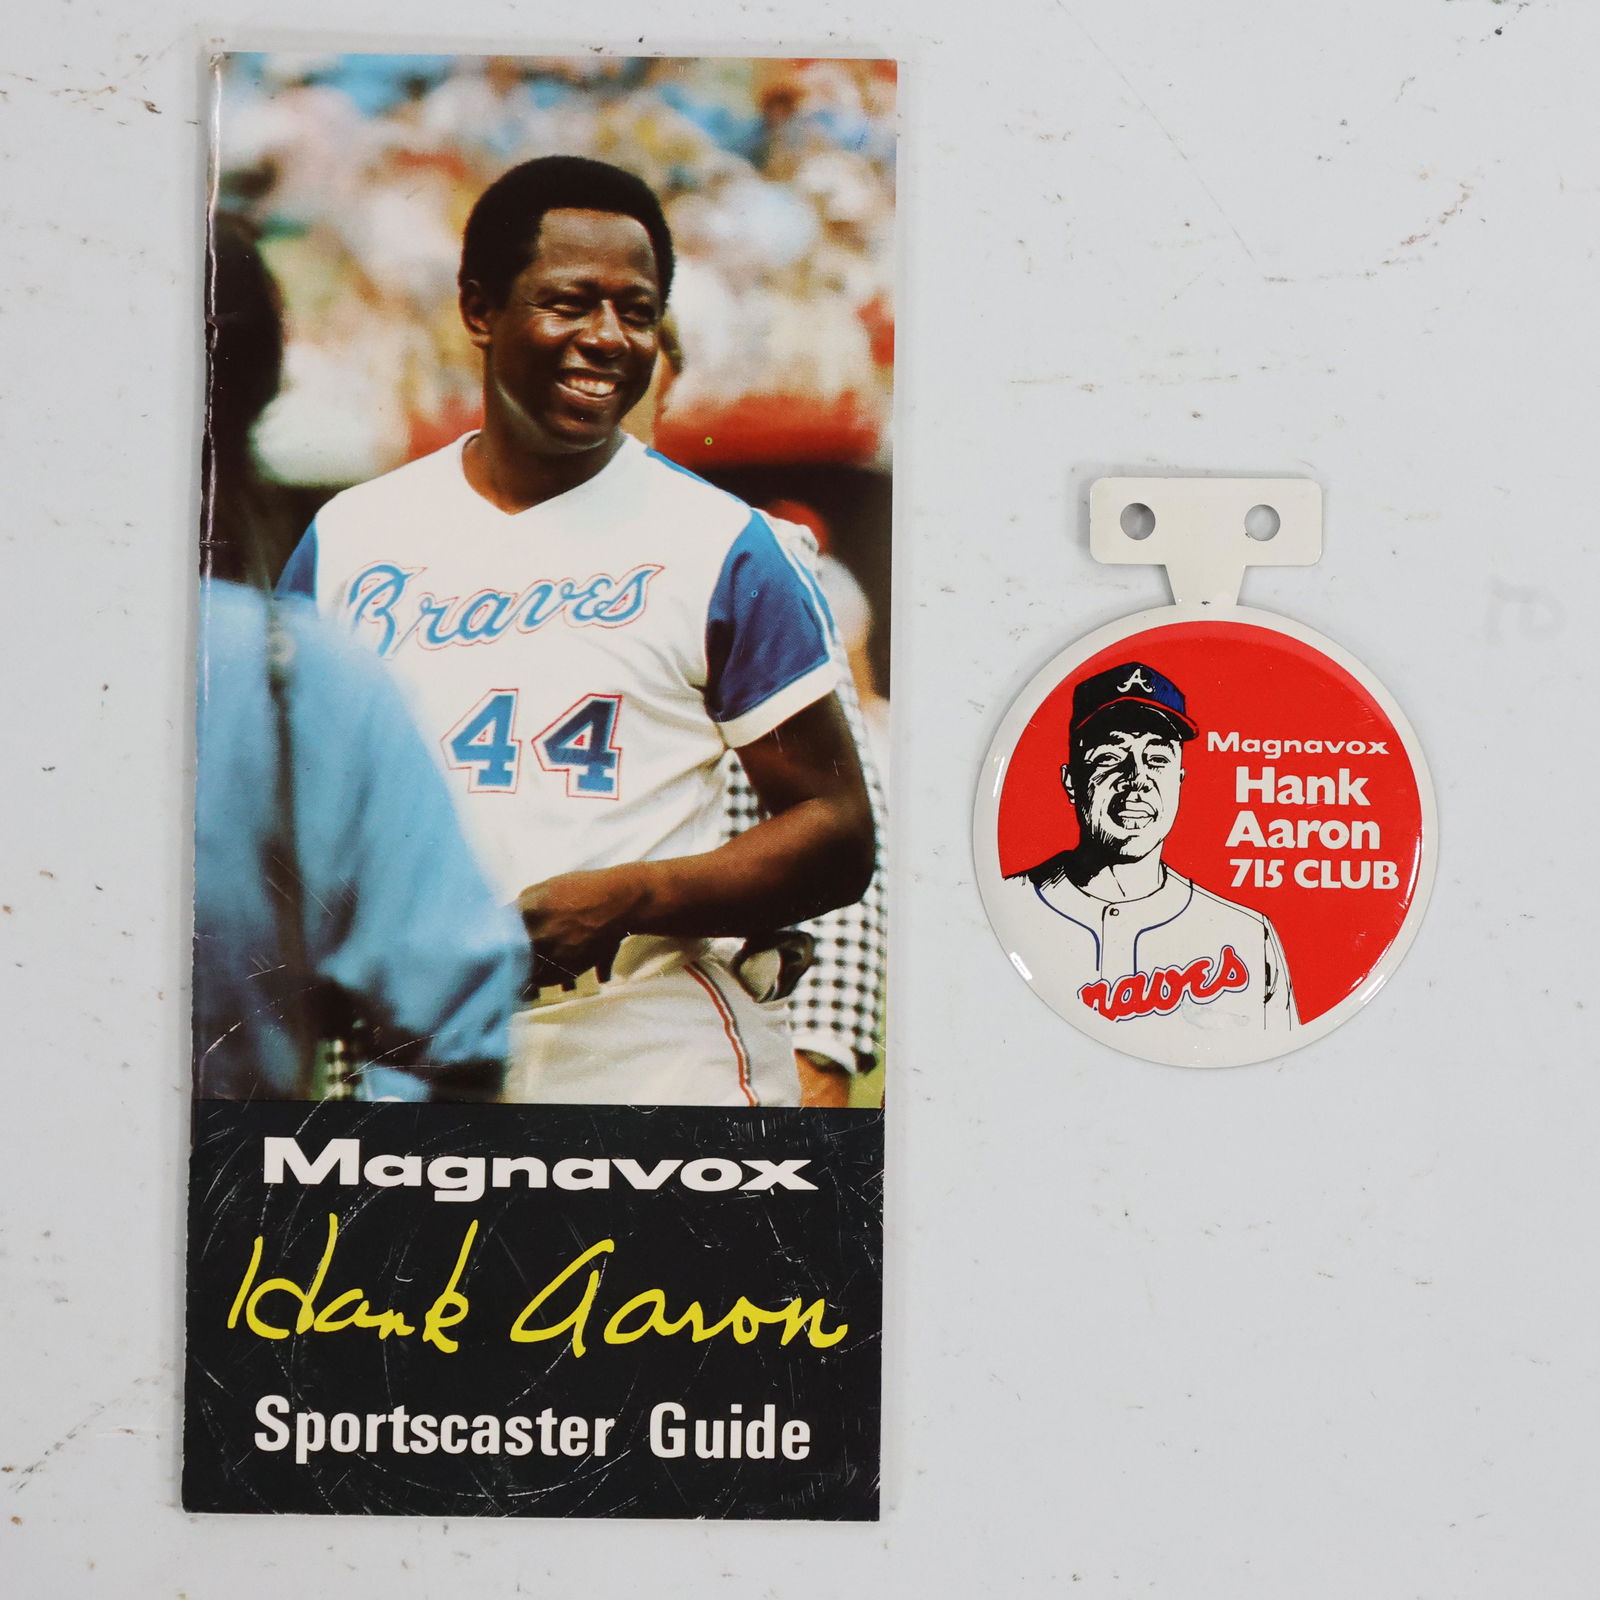 Braves
44
Magnavox
Hank Aaron
Sportscaster Guide
A
Magnavox
Hank
Aaron
715 CLUB
raves